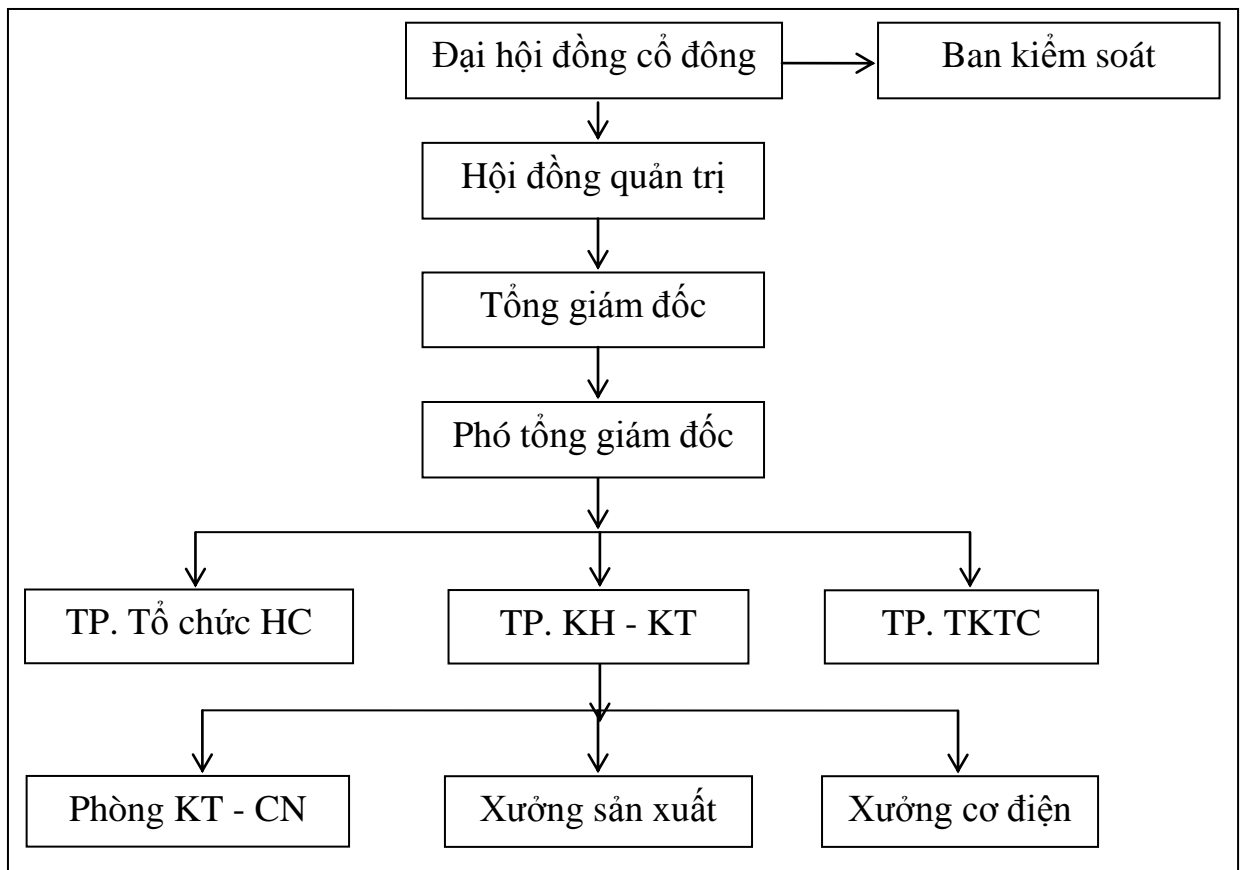 Đại hội đồng cổ đông
Ban kiểm soát
Hội đồng quản trị
Tổng giám đốc
Phó tổng giám đốc
TP. Tổ chức HC
TP. KH - KT
TP. TKTC
Phòng KT - CN
Xưởng sản xuất
Xưởng cơ điện